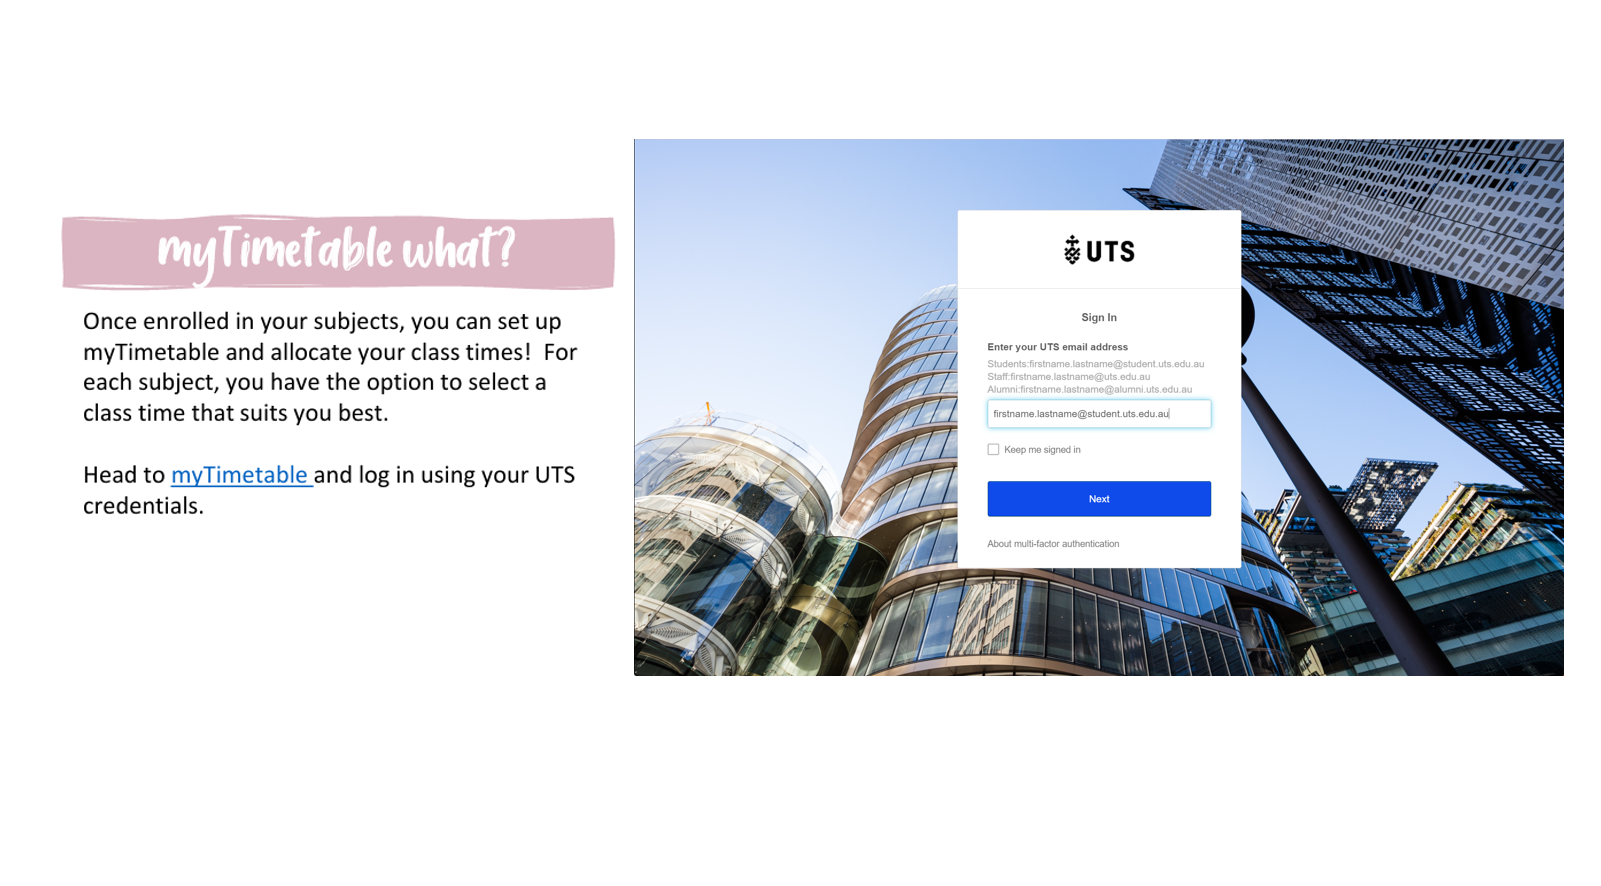 myTimetable what?
Once enrolled in your subjects, you can set up
myTimetable and allocate your class times!  For
each subject, you have the option to select a
class time that suits you best.
Head to myTimetable and log in using your UTS
credentials.
UTS
Sign In
Enter your UTS email address
Students:firstname.lastname@student.uts.edu.au
Staff:firstname.lastname@uts.edu.au
Alumni:firstname.lastname@alumni.uts.edu.au
firstname.lastname@student.uts.edu.au
Keep me signed in
Next
About multi-factor authentication